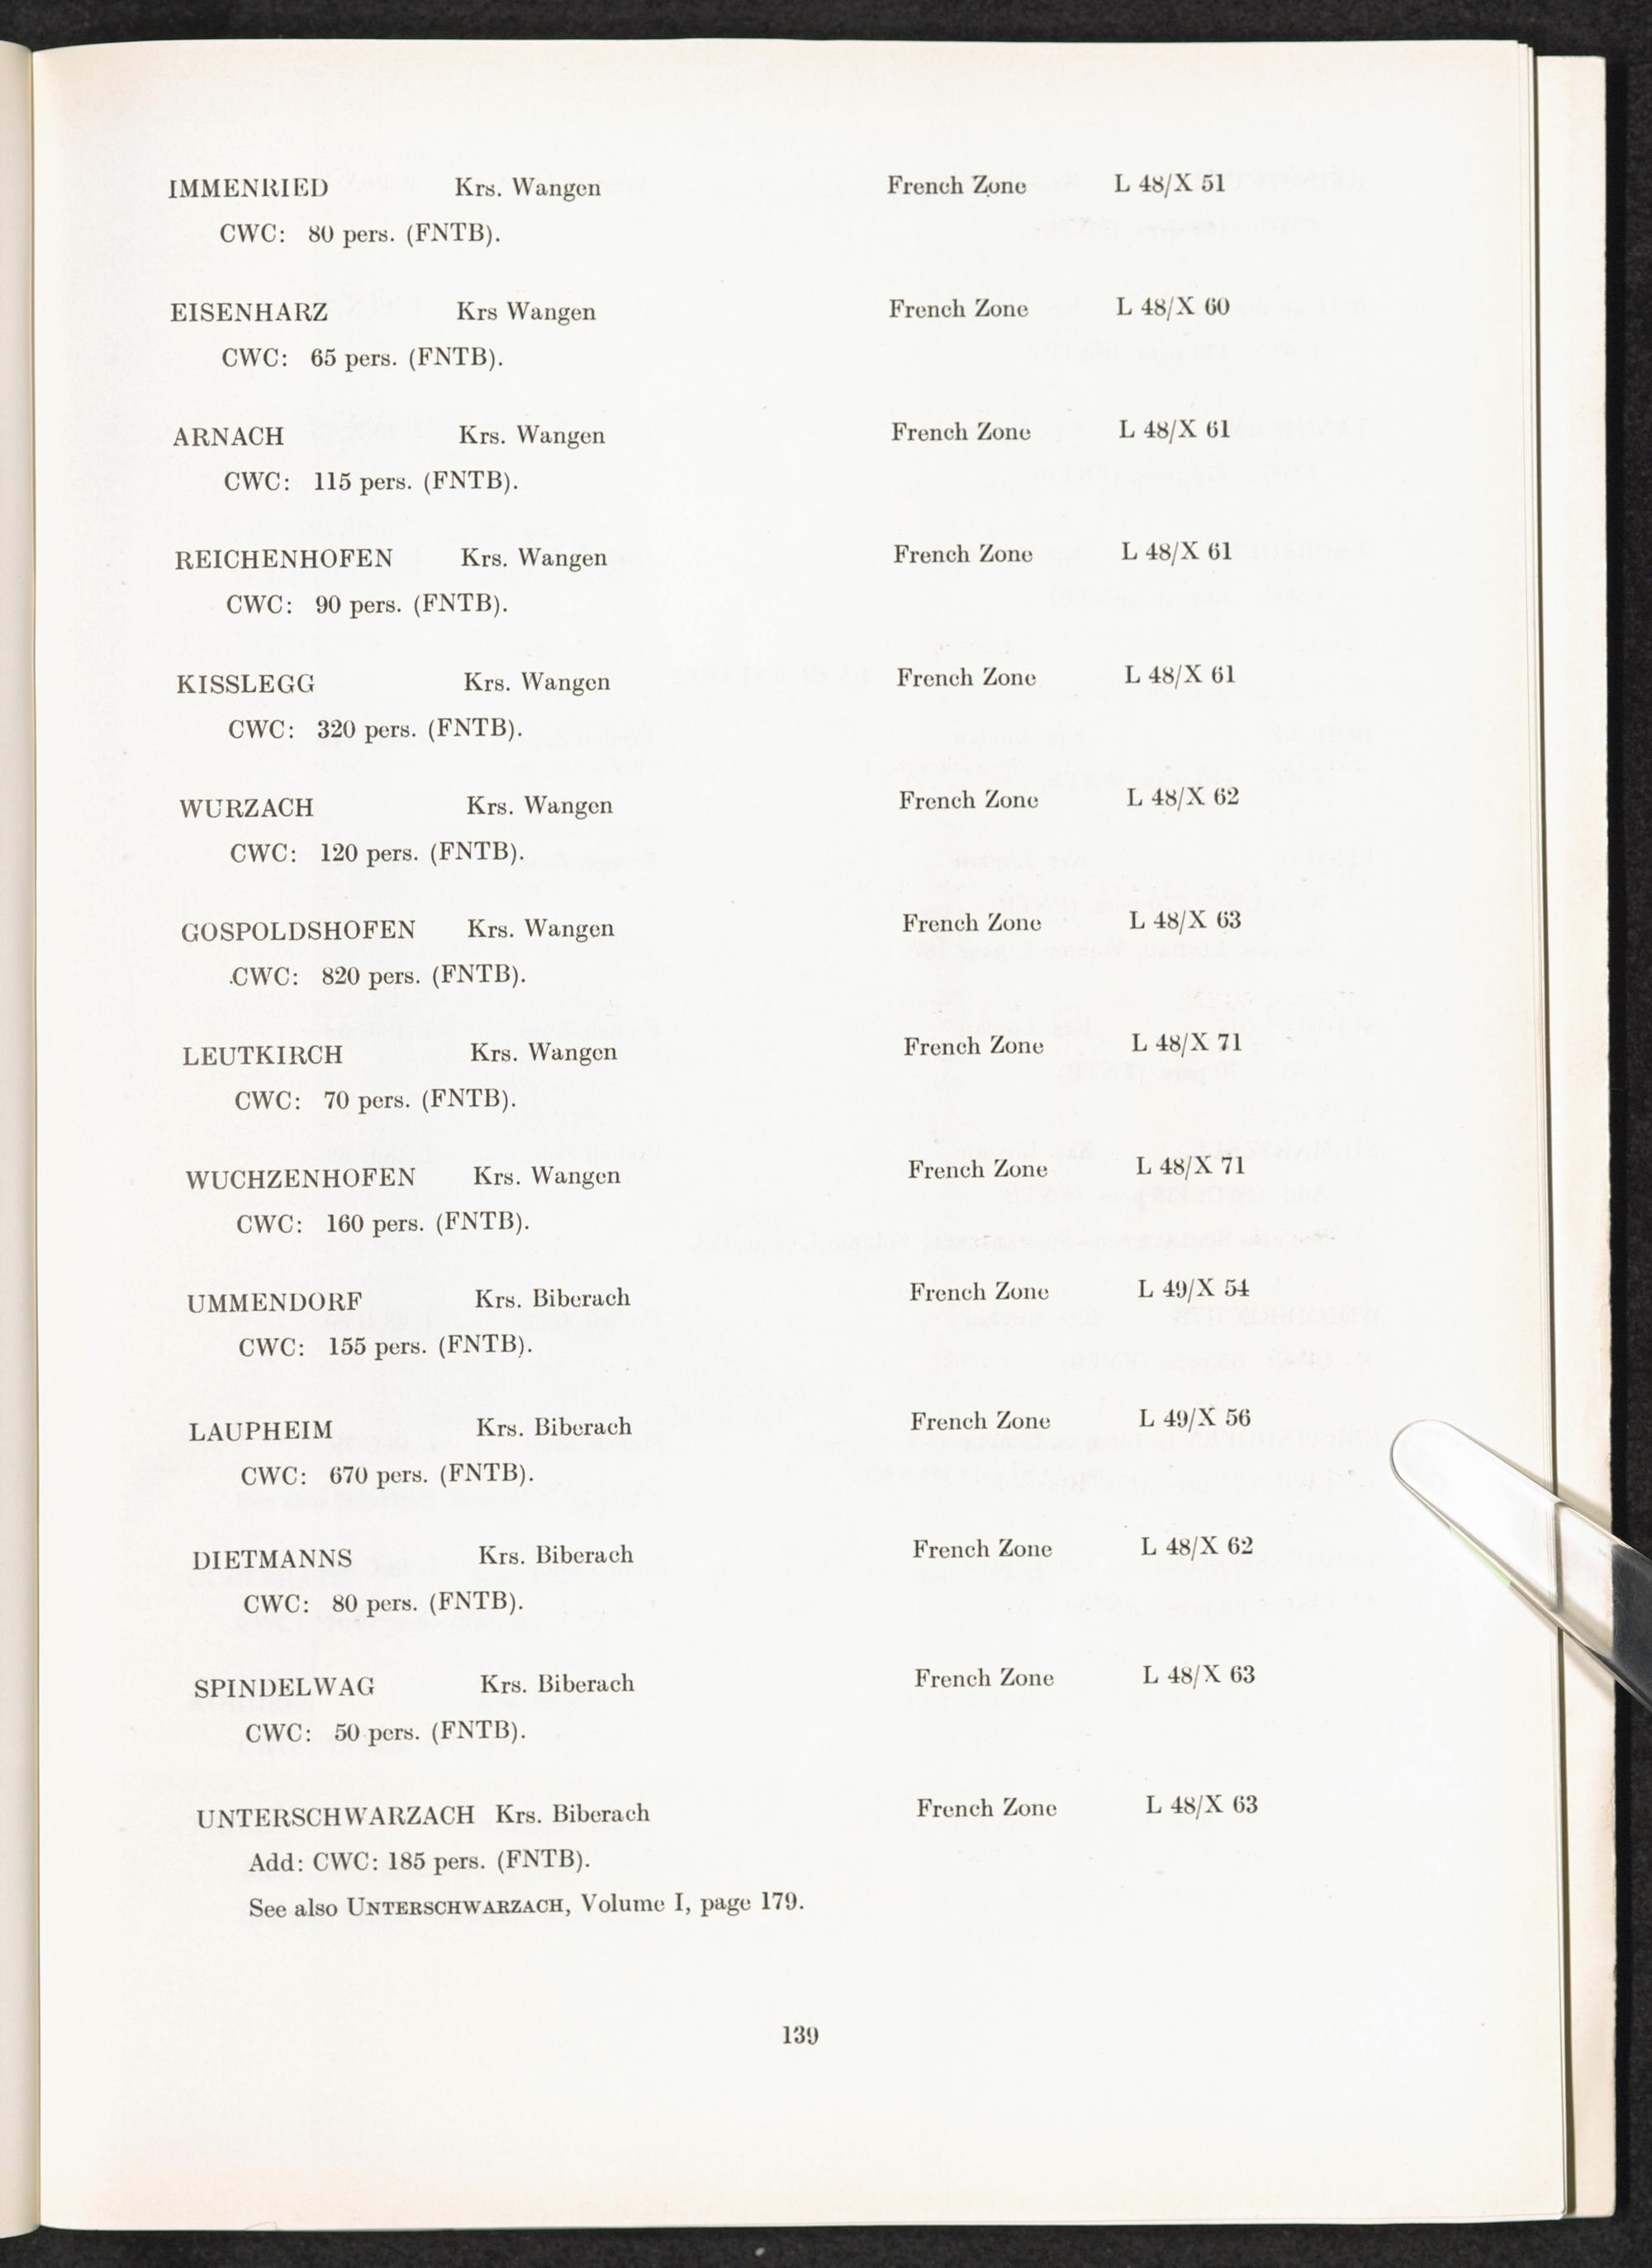 IMMENRIED Krs. Wangen French Zone L 48/X 51
CWC: 80 pers. (FNTB).
EISENHARZ Krs Wangen French Zone L 48/X 60
CWC: 65 pers. (FNTB).
ARNACH Krs. Wangen French Zone L 48/X 61
CWC: 115 pers. (FNTB).
REICHENHOFEN Krs. Wangen French Zone L 48/X 61
CWC: 90 pers. (FNTB).
KISSLEGG Krs. Wangen French Zone L 48/X 61
CWC: 320 pers. (FNTB).
WURZACH Krs. Wangen French Zone L 48/X 62
CWC: 120 pers. (FNTB).
GOSPOLDSHOFEN Krs. Wangen French Zone L 48/X 63
CWC: 820 pers. (FNTB).
LEUTKIRCH Krs. Wangen French Zone L 48/X 71
CWC: 70 pers. (FNTB).
WUCHZENHOFEN Krs. Wangen French Zone L 48/X 71
CWC: 160 pers. (FNTB).
UMMENDORF Krs. Biberach French Zone L 49/X 54
CWC: 155 pers. (FNTB).
LAUPHEIM Krs. Biberach French Zone L 49/X 56
CWC: 670 pers. (FNTB).
DIETMANNS Krs. Biberach French Zone L 48/X 62
CWC: 80 pers. (FNTB).
SPINDELWAG Krs. Biberach French Zone L 48/X 63
CWC: 50 pers. (FNTB).
UNTERSCHWARZACH Krs. Biberach French Zone L 48/X 63
Add: CWC: 185 pers. (FNTB).
See also UNTERSCHWARZACH, Volume I, page 179.
139